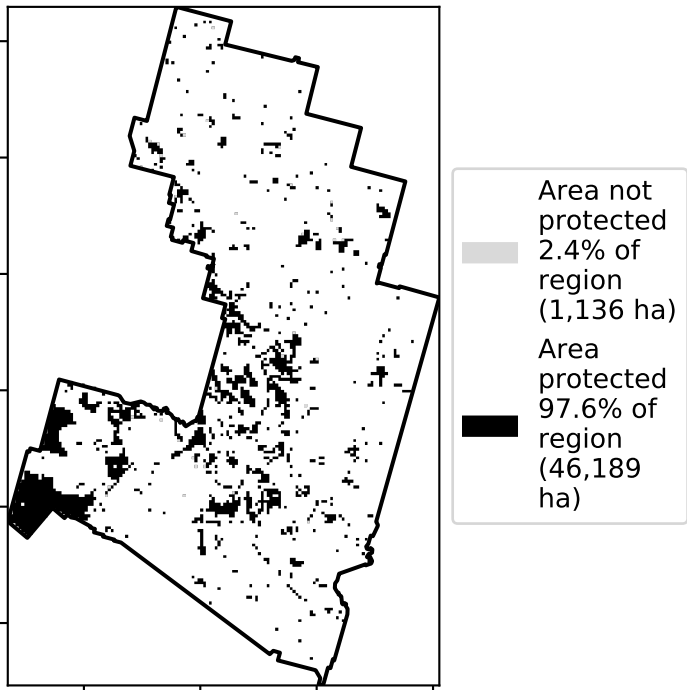 Area not
protected
2.4% of
region
(1,136 ha)
Area
protected
97.6% of
region
(46,189
ha)